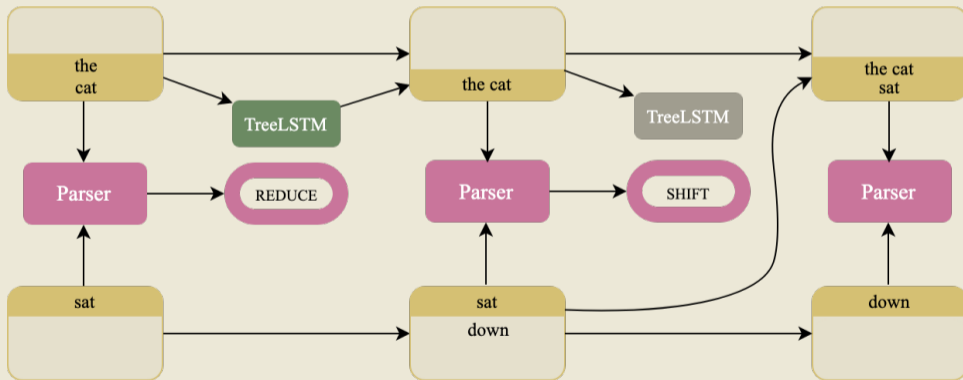 the
cat
the cat
the cat
sat
TreeLSTM
TreeLSTM
Parser
REDUCE
Parser
SHIFT
Parser
sat
sat
down
down